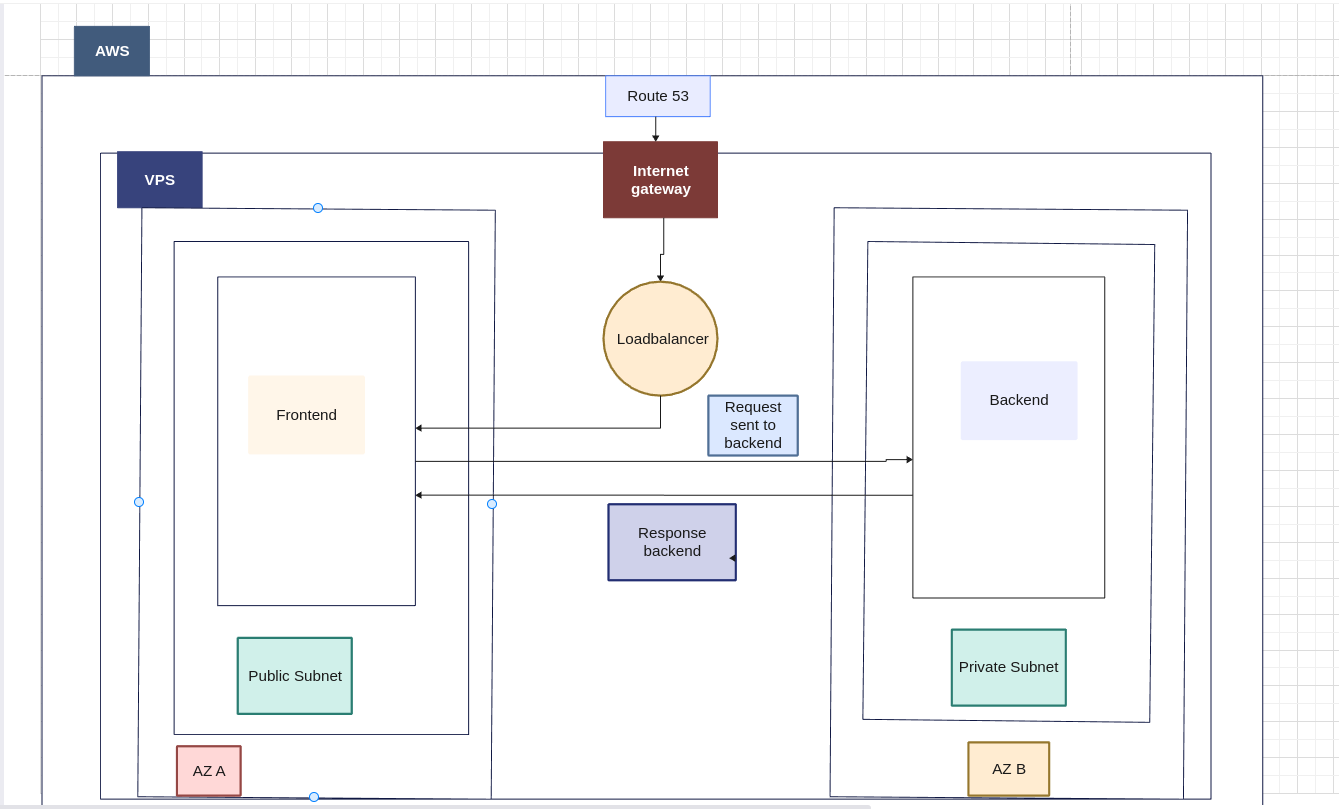 AWS
Route 53
VPS
Internet
gateway
Loadbalancer
Frontend
Request
sent to
backend
Backend
Response
backend
Public Subnet
Private Subnet
AZ A
AZ B